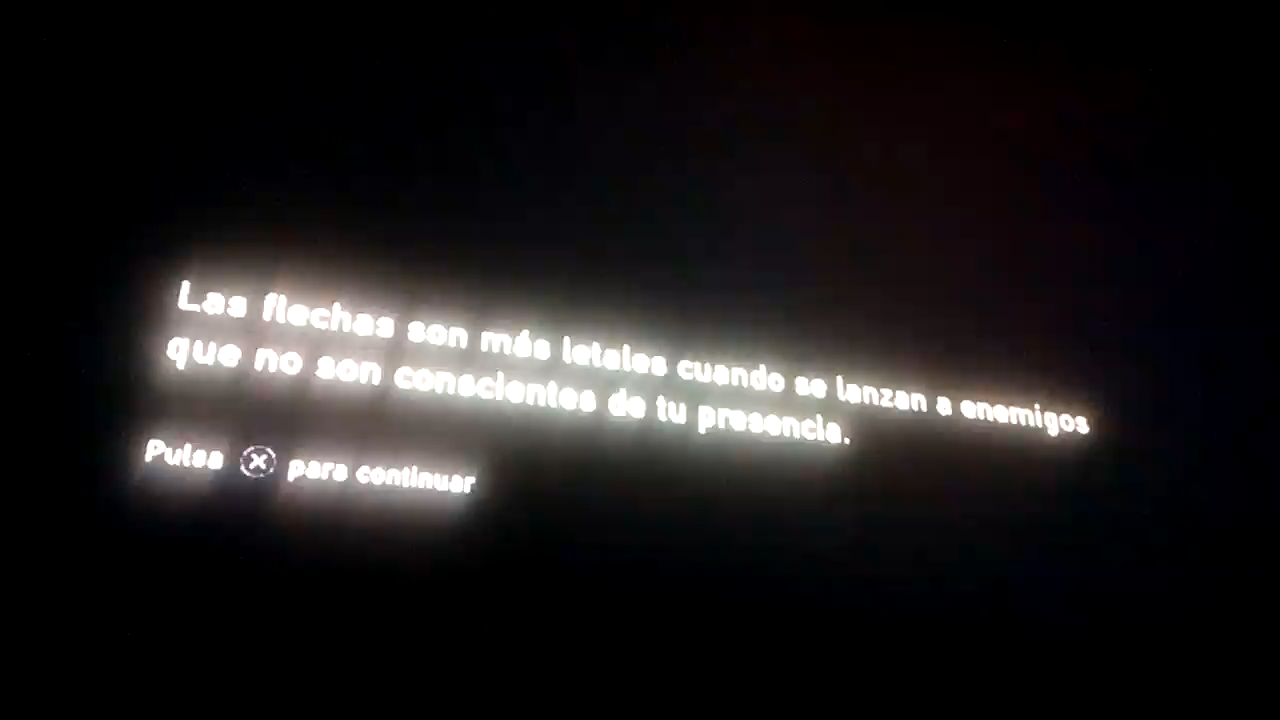 Las flechas son más letales cuando se lanzan a enemigos
que no son conscientes de tu presencia.
Pulsa ⓧ para continuar